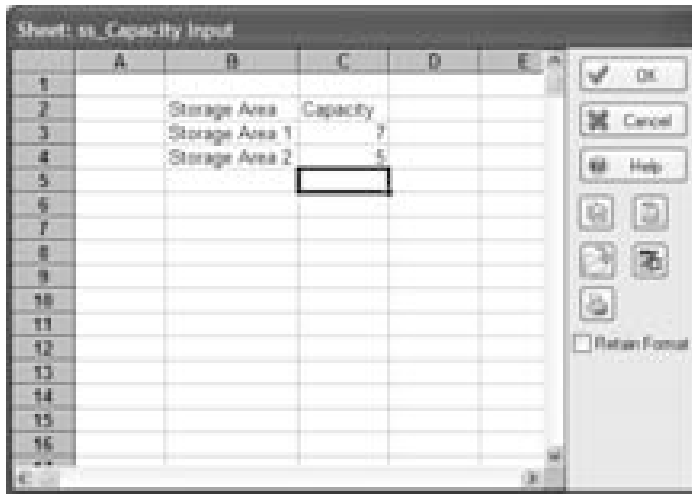 Sheet: ss_Capacity Input
A B C D E
1
2 Storage Area Capacity
3 Storage Area 1 7
4 Storage Area 2 5
5
6
7
8
9
10
11
12
13
14
15
16
OK
Cancel
Help
Retain Format